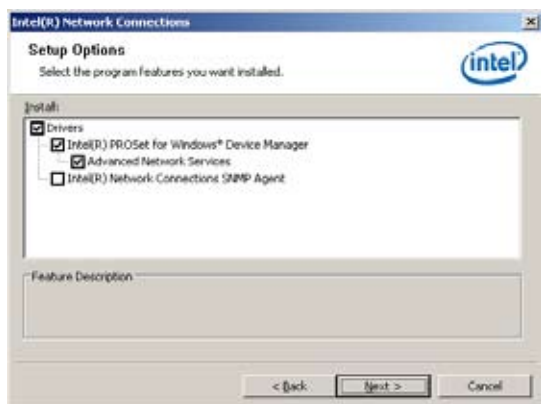 Intel(R) Network Connections
Setup Options
Select the program features you want installed.
intel
Install:
Drivers
Intel(R) PROSet for Windows* Device Manager
Advanced Network Services
Intel(R) Network Connections SNMP Agent
Feature Description
< Back
Next >
Cancel